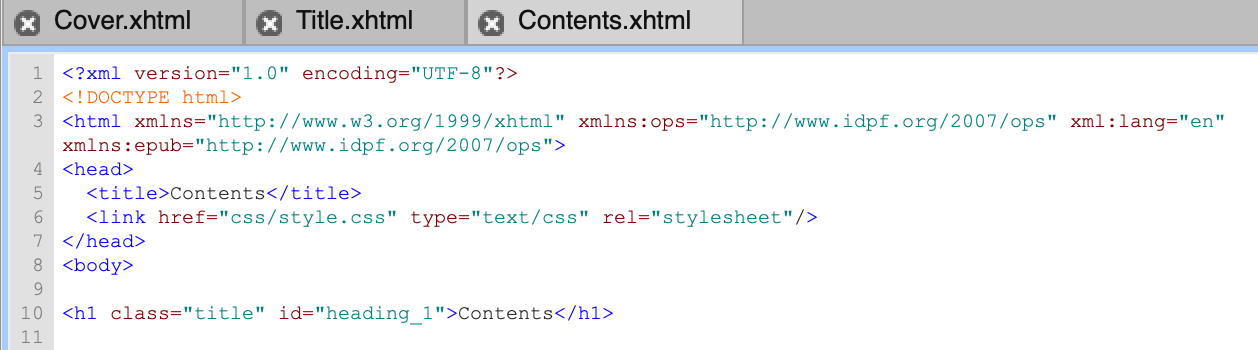 Cover.xhtml Title.xhtml Contents.xhtml
1 <?xml version="1.0" encoding="UTF-8"?>
2 <!DOCTYPE html>
3 <html xmlns="http://www.w3.org/1999/xhtml" xmlns:ops="http://www.idpf.org/2007/ops" xml:lang="en"
xmlns:epub="http://www.idpf.org/2007/ops">
4 <head>
5   <title>Contents</title>
6   <link href="css/style.css" type="text/css" rel="stylesheet"/>
7 </head>
8 <body>
9
10 <h1 class="title" id="heading_1">Contents</h1>
11